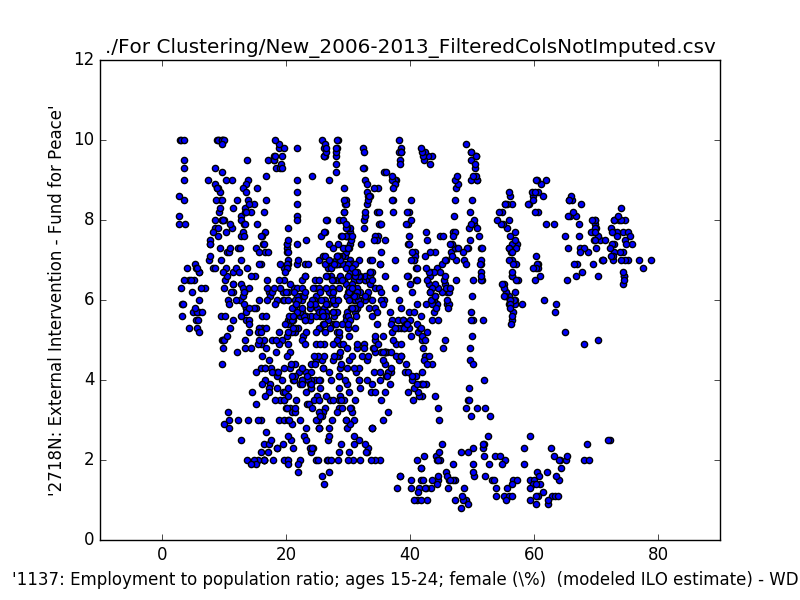 ./For Clustering/New_2006-2013_FilteredColsNotImputed.csv
12
10
8
6
4
2
0
'2718N: External Intervention - Fund for Peace'
0 20 40 60 80
'1137: Employment to population ratio; ages 15-24; female (\%) (modeled ILO estimate) - WD